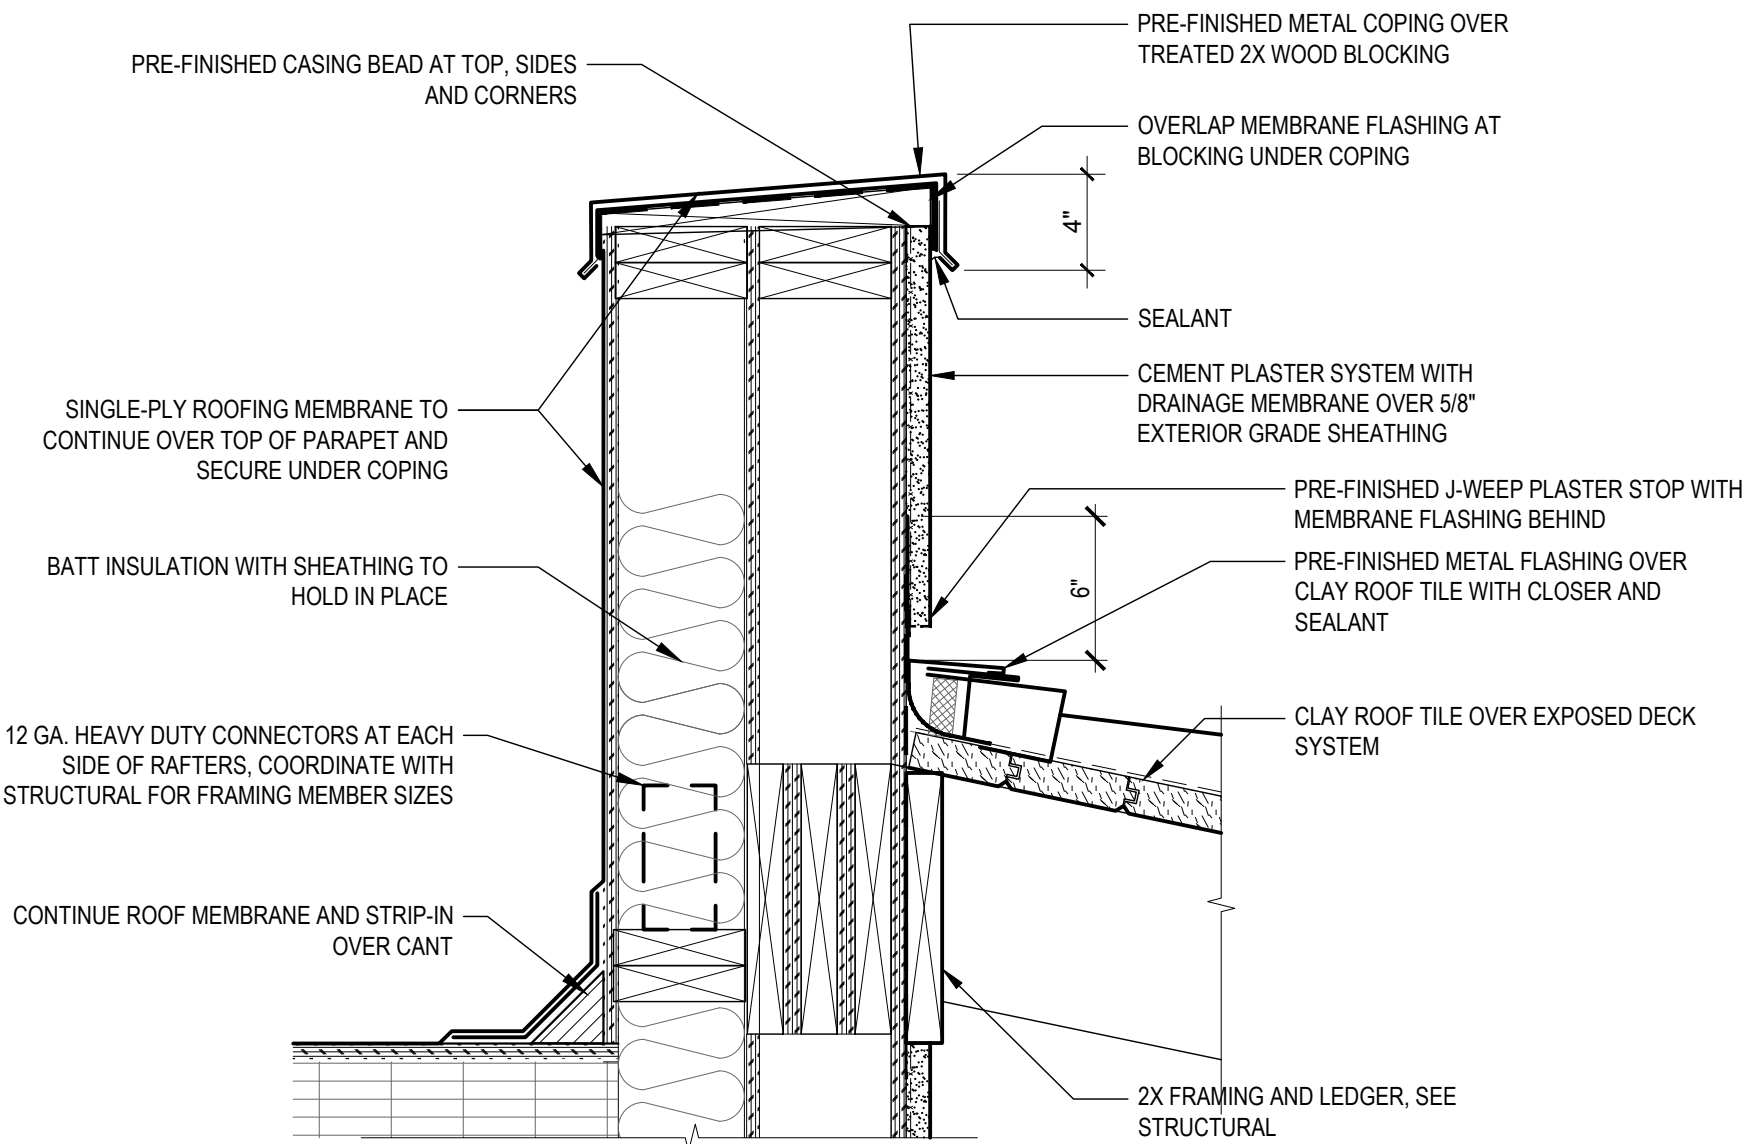 PRE-FINISHED METAL COPING OVER
TREATED 2X WOOD BLOCKING
PRE-FINISHED CASING BEAD AT TOP, SIDES
AND CORNERS
OVERLAP MEMBRANE FLASHING AT
BLOCKING UNDER COPING
4"
SEALANT
CEMENT PLASTER SYSTEM WITH
DRAINAGE MEMBRANE OVER 5/8"
EXTERIOR GRADE SHEATHING
SINGLE-PLY ROOFING MEMBRANE TO
CONTINUE OVER TOP OF PARAPET AND
SECURE UNDER COPING
PRE-FINISHED J-WEEP PLASTER STOP WITH
MEMBRANE FLASHING BEHIND
BATT INSULATION WITH SHEATHING TO
HOLD IN PLACE
6"
PRE-FINISHED METAL FLASHING OVER
CLAY ROOF TILE WITH CLOSER AND
SEALANT
12 GA. HEAVY DUTY CONNECTORS AT EACH
SIDE OF RAFTERS, COORDINATE WITH
STRUCTURAL FOR FRAMING MEMBER SIZES
CLAY ROOF TILE OVER EXPOSED DECK
SYSTEM
CONTINUE ROOF MEMBRANE AND STRIP-IN
OVER CANT
2X FRAMING AND LEDGER, SEE
STRUCTURAL